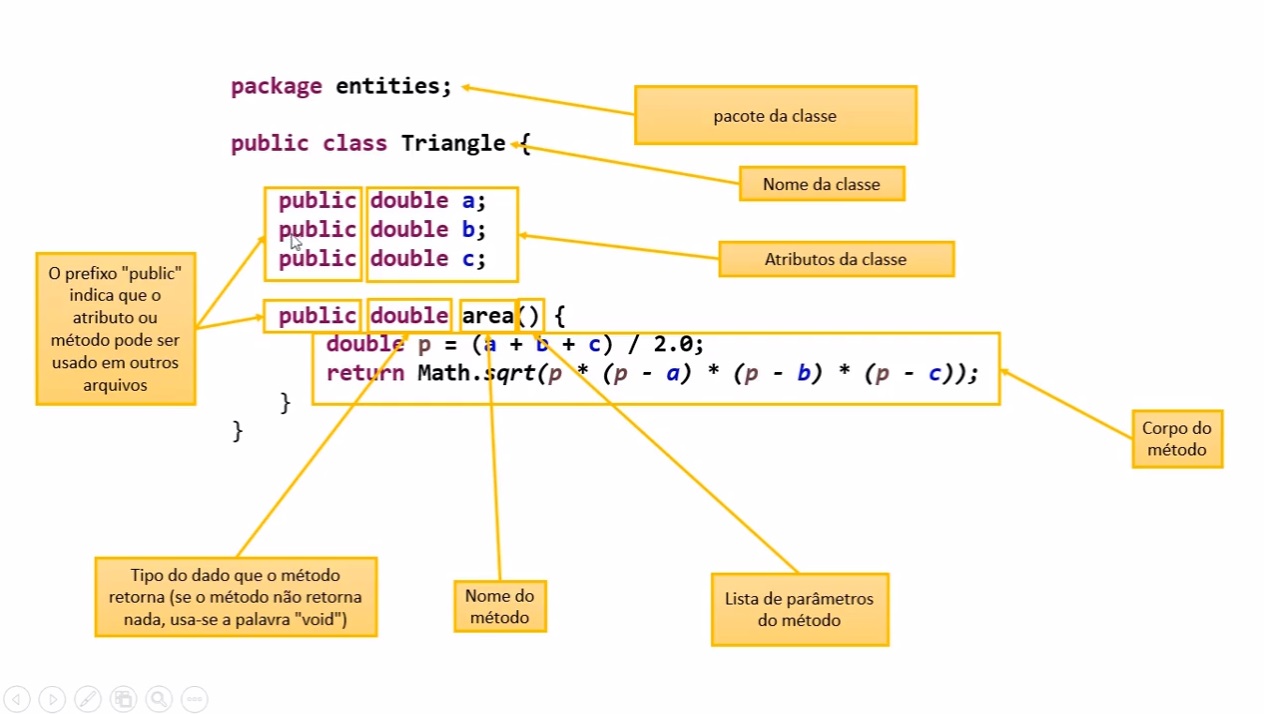 package entities;
pacote da classe
public class Triangle {
Nome da classe
public double a;
public double b;
public double c;
Atributos da classe
O prefixo "public"
indica que o
atributo ou
método pode ser
usado em outros
arquivos
public double area() {
double p = (a + b + c) / 2.0;
return Math.sqrt(p * (p - a) * (p - b) * (p - c));
}
}
Corpo do
método
Tipo do dado que o método
retorna (se o método não retorna
nada, usa-se a palavra "void")
Nome do
método
Lista de parâmetros
do método